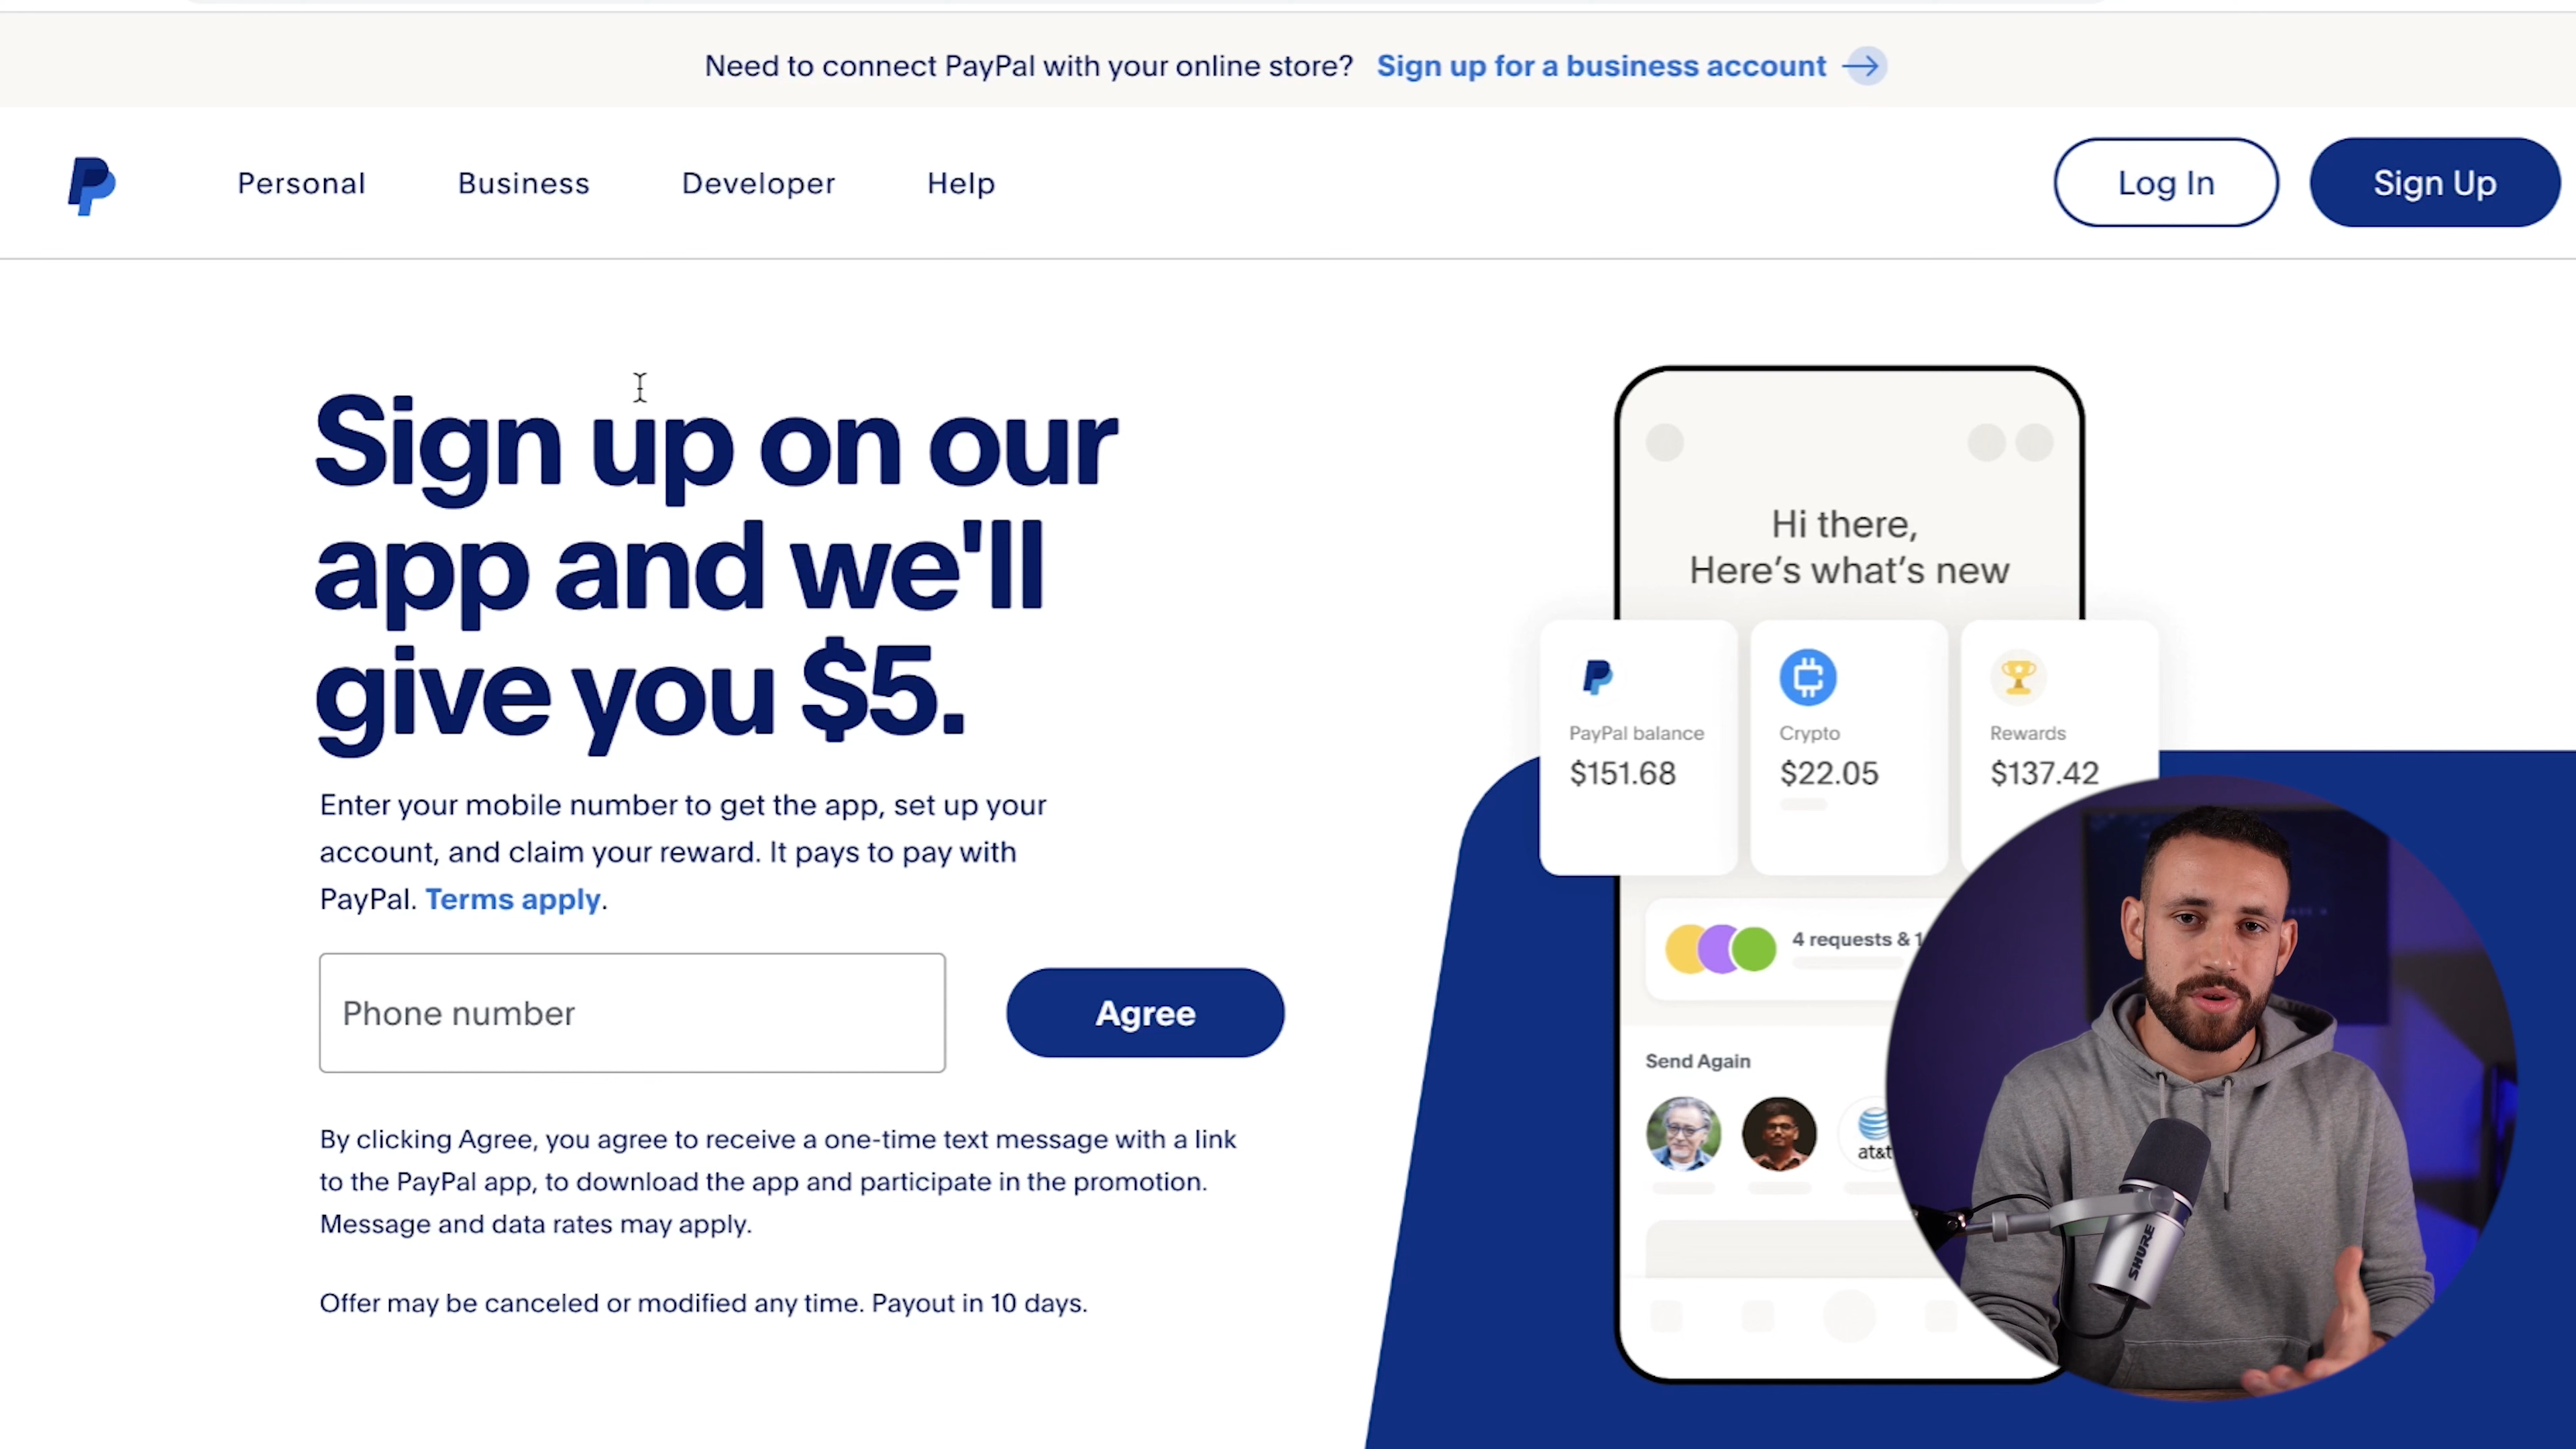 Need to connect PayPal with your online store? Sign up for a business account
Personal Business Developer Help Log In Sign Up
Sign up on our
app and we'll
give you $5.
Enter your mobile number to get the app, set up your
account, and claim your reward. It pays to pay with
PayPal. Terms apply.
Phone number
Agree
By clicking Agree, you agree to receive a one-time text message with a link
to the PayPal app, to download the app and participate in the promotion.
Message and data rates may apply.
Offer may be canceled or modified any time. Payout in 10 days.
Hi there,
Here’s what’s new
PayPal balance
$151.68
Crypto
$22.05
Rewards
$137.42
4 requests & 1
Send Again
at&t
SHURE